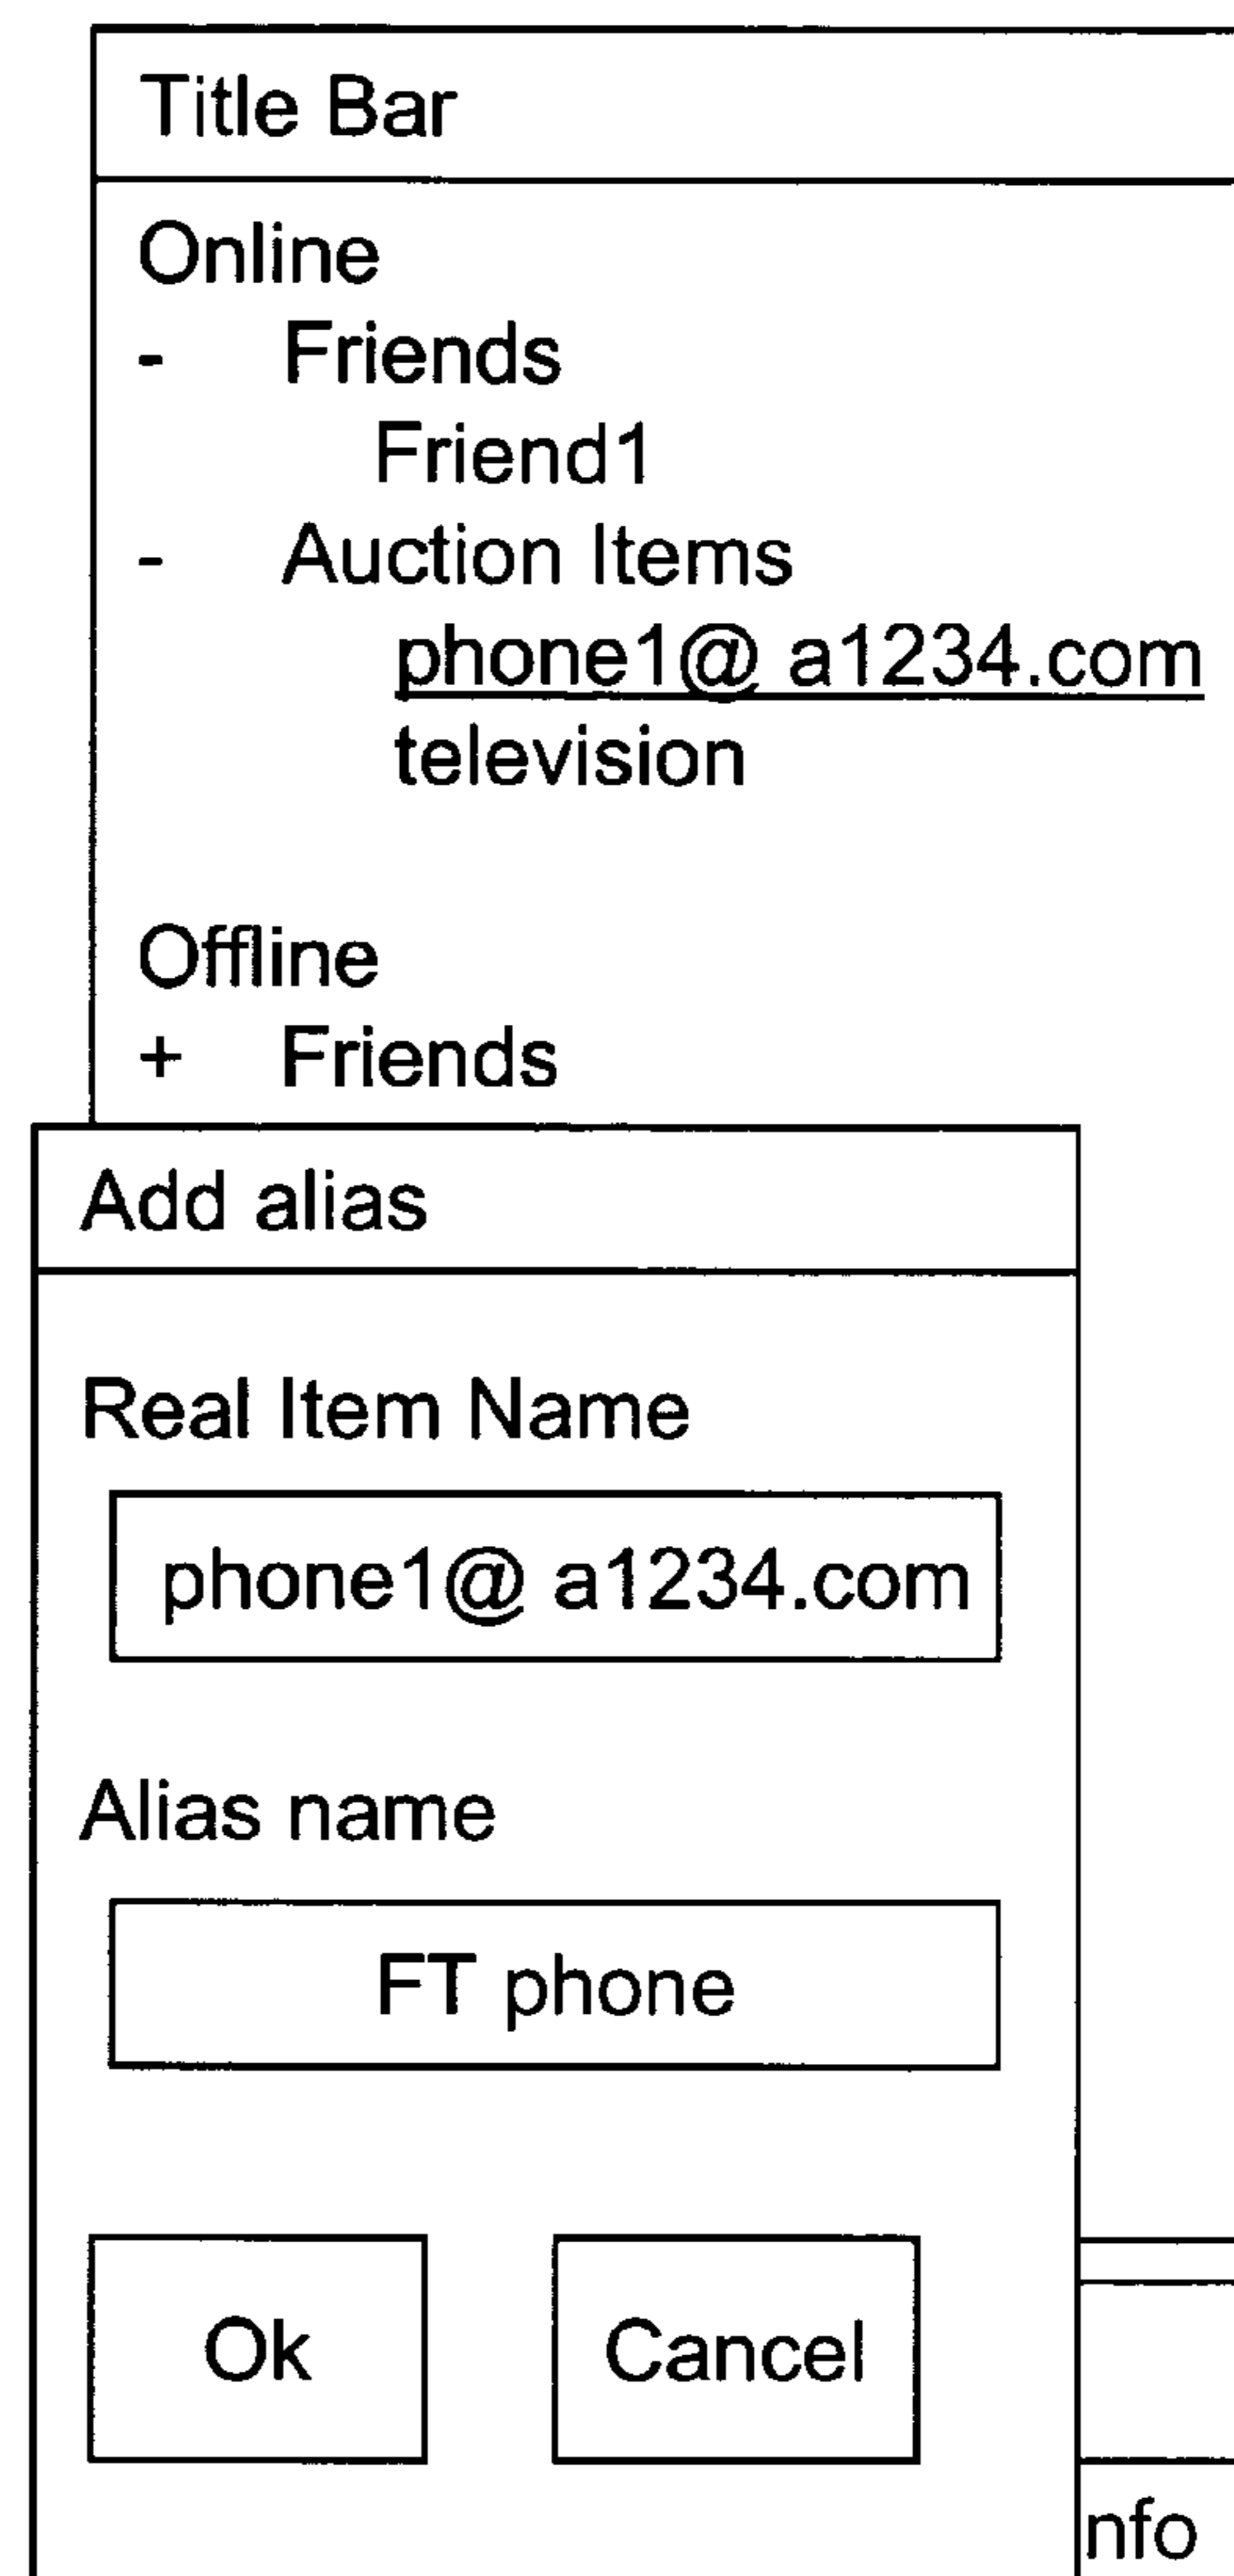 Title Bar
Online
- Friends
Friend1
- Auction Items
phone1@ a1234.com
television
Offline
+ Friends
Add alias
Real Item Name
phone1@ a1234.com
Alias name
FT phone
Ok Cancel
nfo